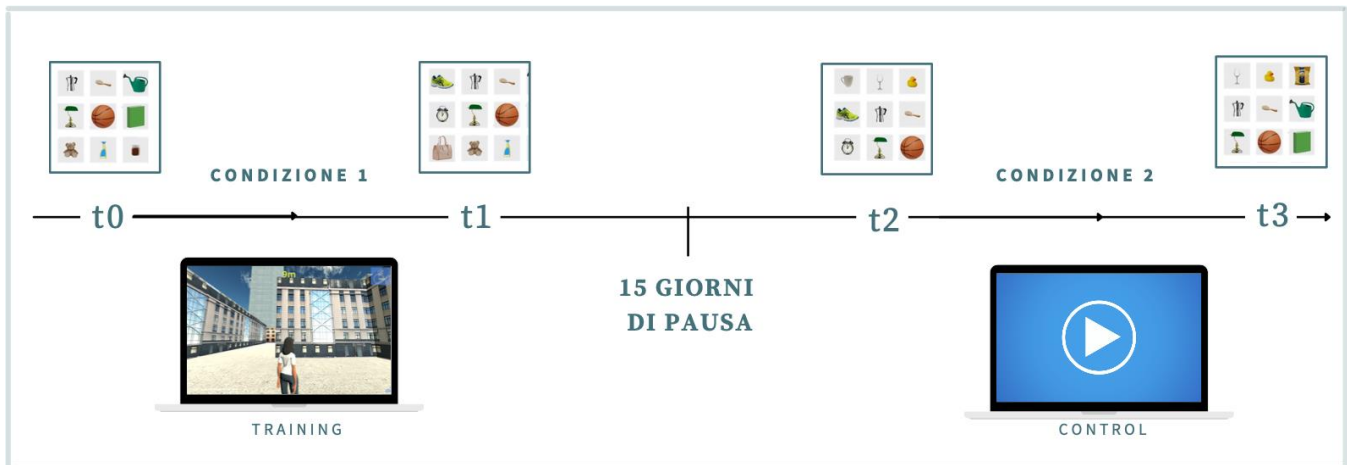 CONDIZIONE 1
CONDIZIONE 2
t0
t1
t2
t3
15 GIORNI
DI PAUSA
TRAINING
CONTROL